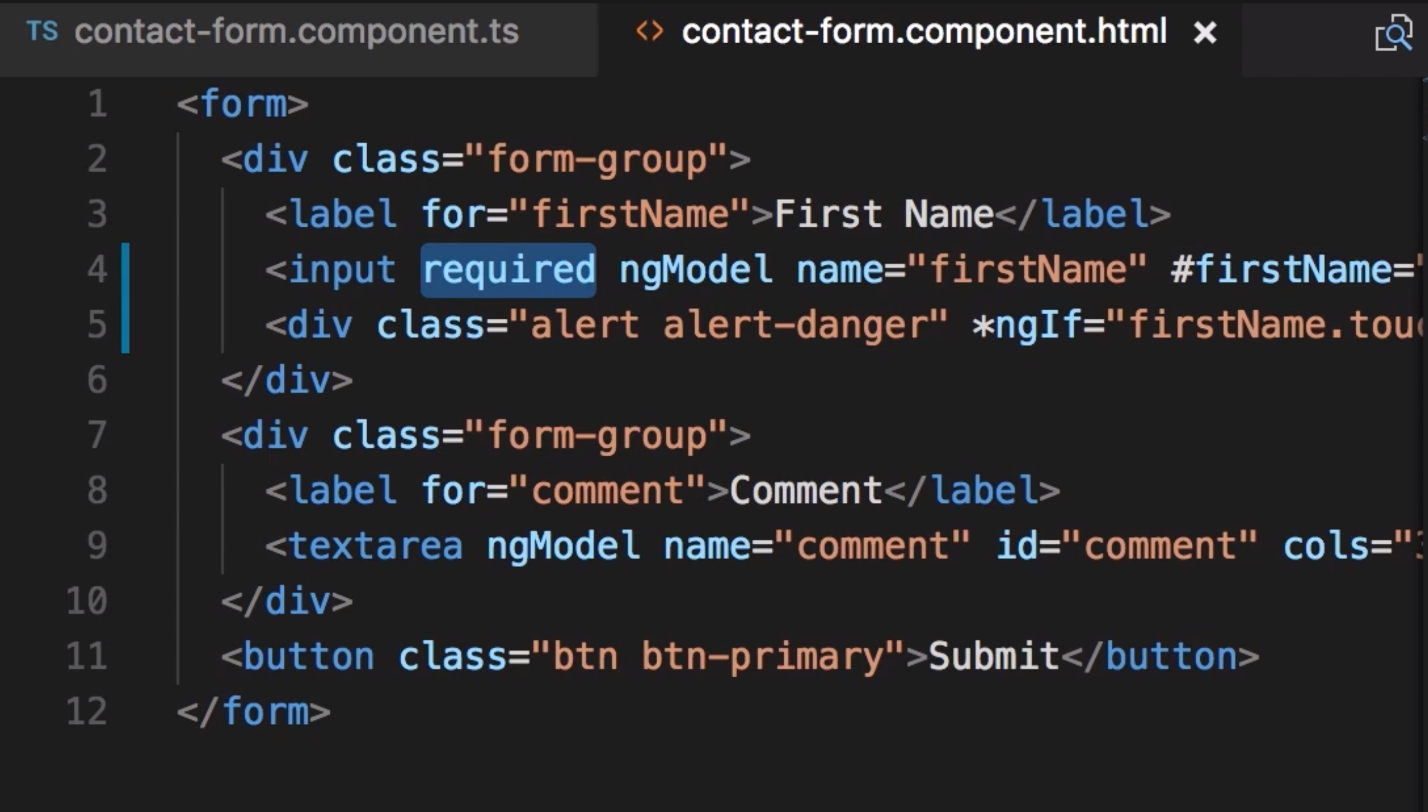 TS contact-form.component.ts <> contact-form.component.html ×
1 <form>
2 <div class="form-group">
3 <label for="firstName">First Name</label>
4 <input required ngModel name="firstName" #firstName="
5 <div class="alert alert-danger" *ngIf="firstName.touc
6 </div>
7 <div class="form-group">
8 <label for="comment">Comment</label>
9 <textarea ngModel name="comment" id="comment" cols="3
10 </div>
11 <button class="btn btn-primary">Submit</button>
12 </form>